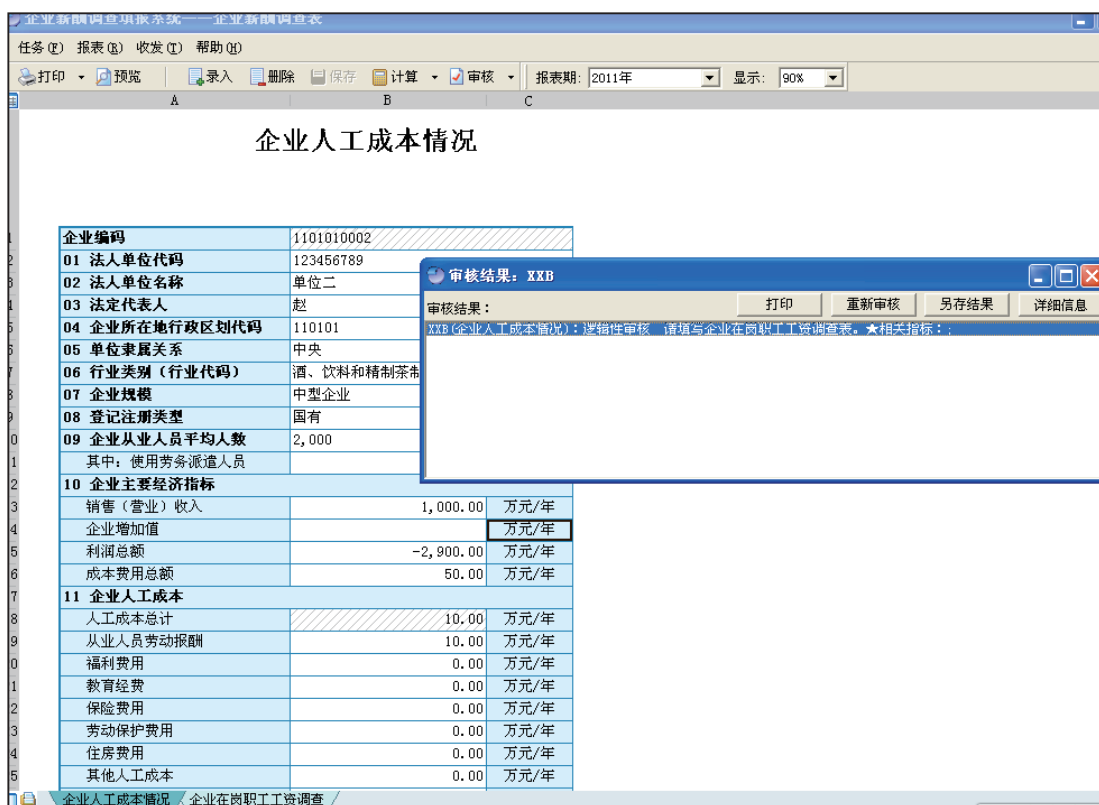 企业薪酬调查填报系统——企业薪酬调查表
任务(F) 报表(R) 收发(T) 帮助(H)
打印 预览 录入 删除 保存 计算 审核 报表期: 2011年 显示: 90%
A B C
企业人工成本情况
企业编码 1101010002
01 法人单位代码 123456789
02 法人单位名称 单位二
03 法定代表人 赵
04 企业所在地行政区划代码 110101
05 单位隶属关系 中央
06 行业类别（行业代码） 酒、饮料和精制茶制
07 企业规模 中型企业
08 登记注册类型 国有
09 企业从业人员平均人数 2,000
其中: 使用劳务派遣人员
10 企业主要经济指标
销售（营业）收入 1,000.00 万元/年
企业增加值 万元/年
利润总额 -2,900.00 万元/年
成本费用总额 50.00 万元/年
11 企业人工成本
人工成本总计 10.00 万元/年
从业人员劳动报酬 10.00 万元/年
福利费用 0.00 万元/年
教育经费 0.00 万元/年
保险费用 0.00 万元/年
劳动保护费用 0.00 万元/年
住房费用 0.00 万元/年
其他人工成本 0.00 万元/年
审核结果: XXB
审核结果: 打印 重新审核 另存结果 详细信息
XXB(企业人工成本情况): 逻辑性审核 请填写企业在岗职工工资调查表。★相关指标: ;
企业人工成本情况 企业在岗职工工资调查